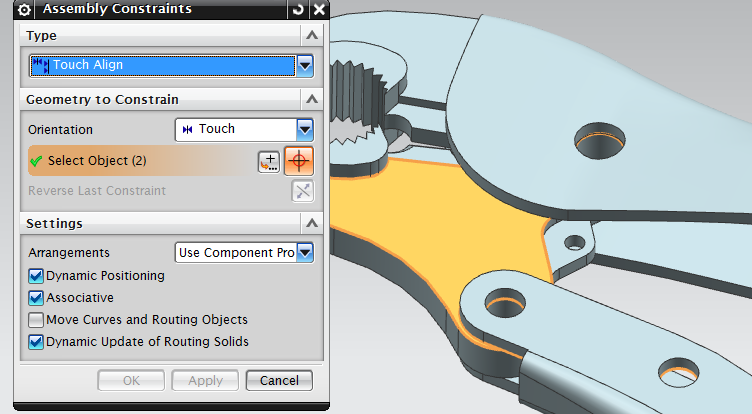 Assembly Constraints
Type
Touch Align
Geometry to Constrain
Orientation Touch
Select Object (2)
Reverse Last Constraint
Settings
Arrangements Use Component Pro
Dynamic Positioning
Associative
Move Curves and Routing Objects
Dynamic Update of Routing Solids
OK Apply Cancel